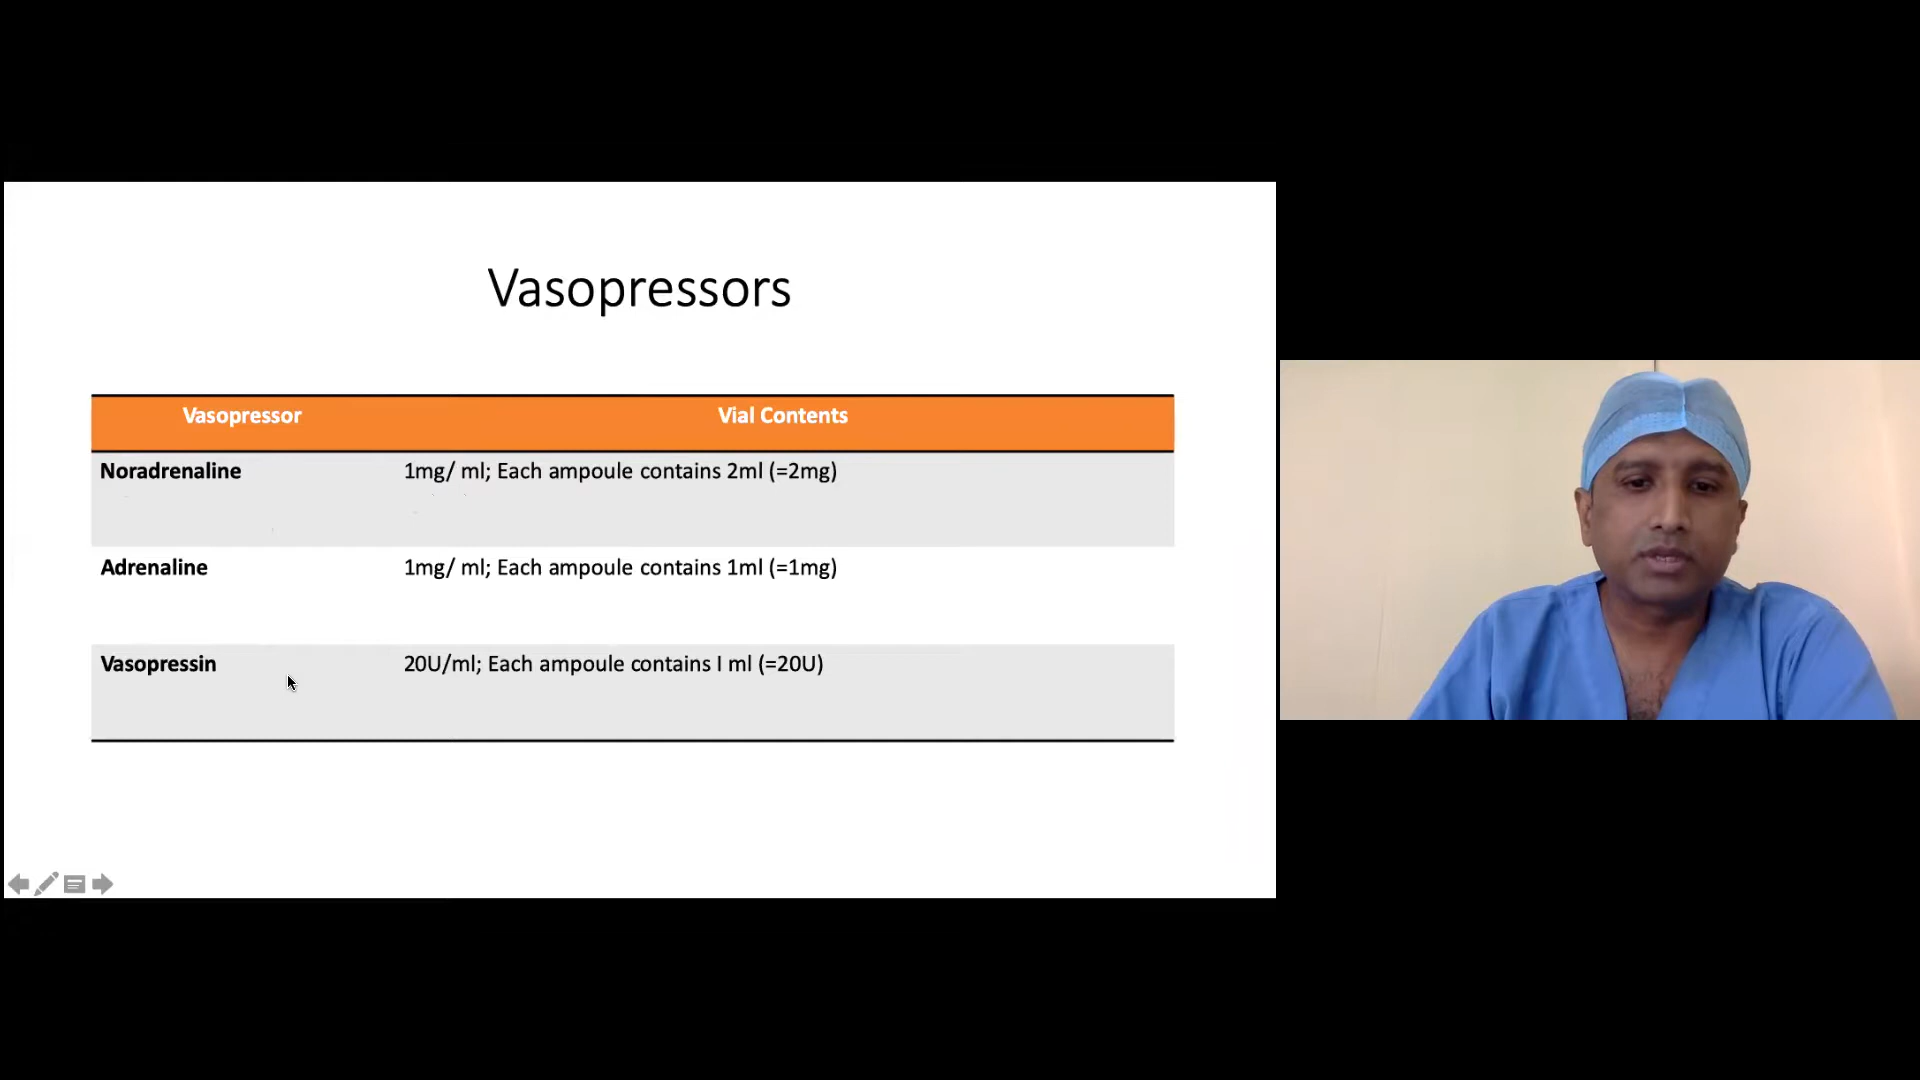 Vasopressors
Vasopressor Vial Contents
Noradrenaline 1mg/ ml; Each ampoule contains 2ml (=2mg)
Adrenaline 1mg/ ml; Each ampoule contains 1ml (=1mg)
Vasopressin 20U/ml; Each ampoule contains I ml (=20U)